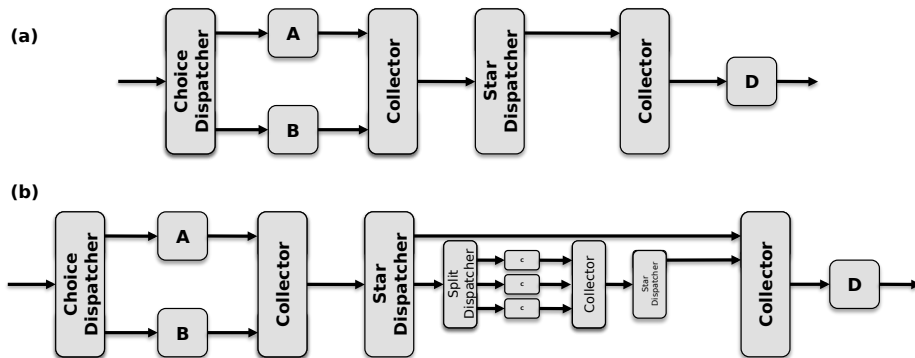 (a)
Choice
Dispatcher
A
B
Collector
Star
Dispatcher
Collector
D
(b)
Choice
Dispatcher
A
B
Collector
Star
Dispatcher
Split
Dispatcher
c
c
c
Collector
Star
Dispatcher
Collector
D